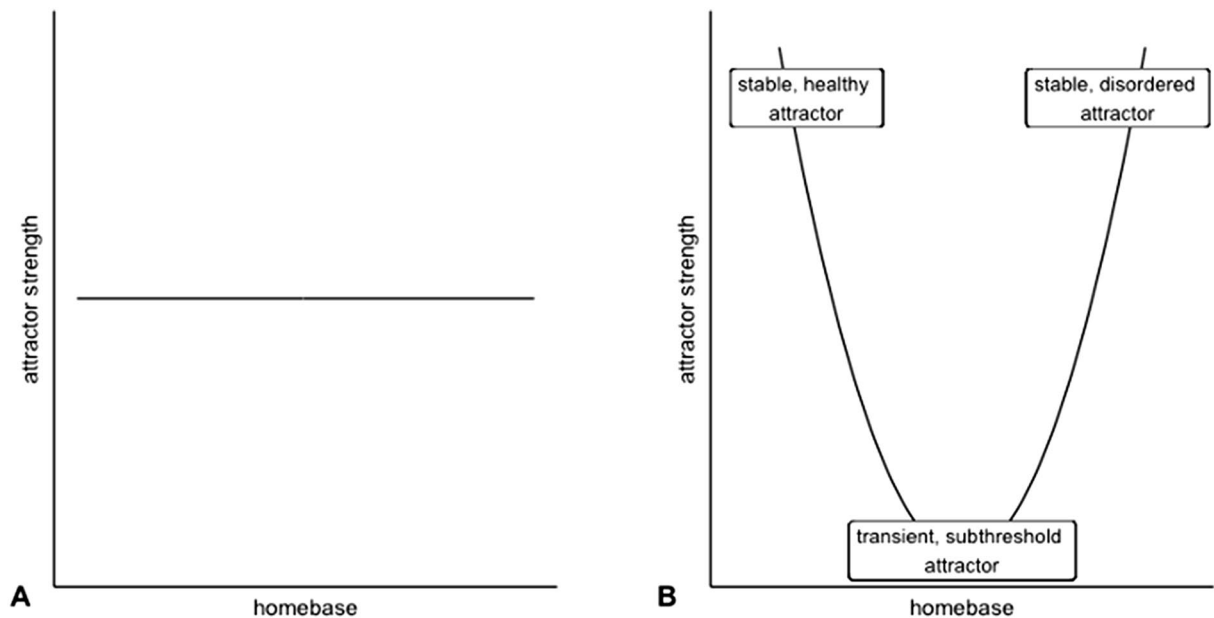 attractor strength
homebase
A
stable, healthy
attractor
stable, disordered
attractor
attractor strength
transient, subthreshold
attractor
homebase
B